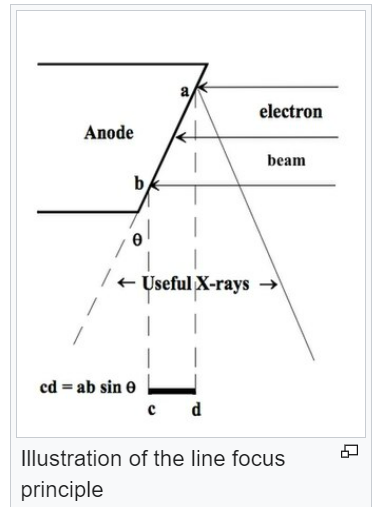 a
electron
Anode
beam
b
θ
← Useful X-rays →
cd = ab sin θ
c d
Illustration of the line focus
principle